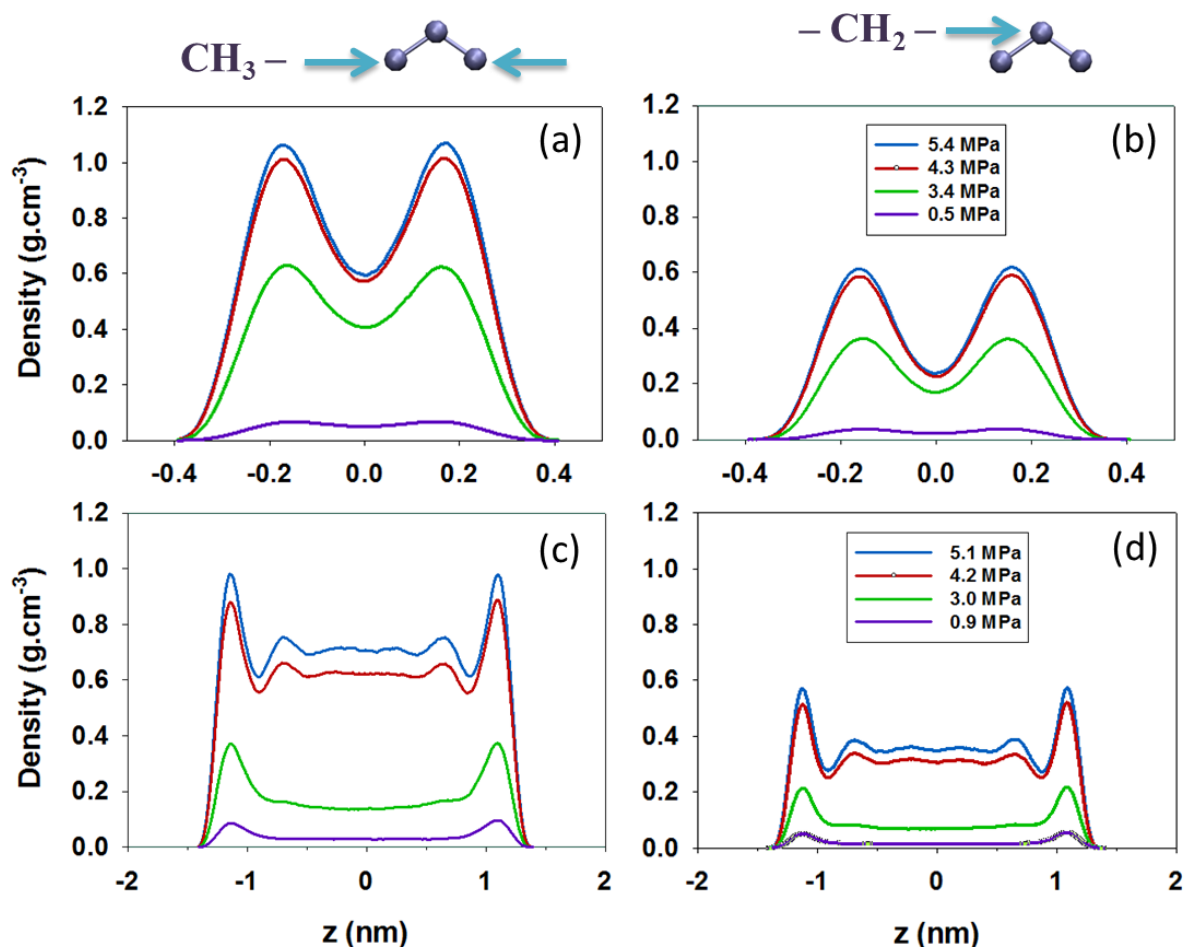 CH3 –
– CH2 –
Density (g.cm-3)
1.2
1.0
0.8
0.6
0.4
0.2
0.0
-0.4
-0.2
0.0
0.2
0.4
(a)
1.2
1.0
0.8
0.6
0.4
0.2
0.0
-0.4
-0.2
0.0
0.2
0.4
(b)
5.4 MPa
4.3 MPa
3.4 MPa
0.5 MPa
Density (g.cm-3)
1.2
1.0
0.8
0.6
0.4
0.2
0.0
-2
-1
0
1
2
z (nm)
(c)
1.2
1.0
0.8
0.6
0.4
0.2
0.0
-2
-1
0
1
2
z (nm)
(d)
5.1 MPa
4.2 MPa
3.0 MPa
0.9 MPa